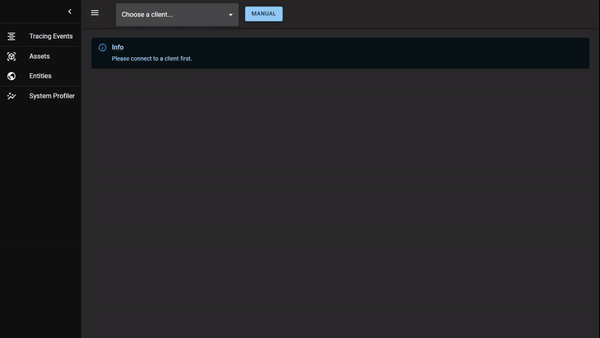 Choose a client...
MANUAL
Tracing Events
Assets
Entities
System Profiler
Info
Please connect to a client first.